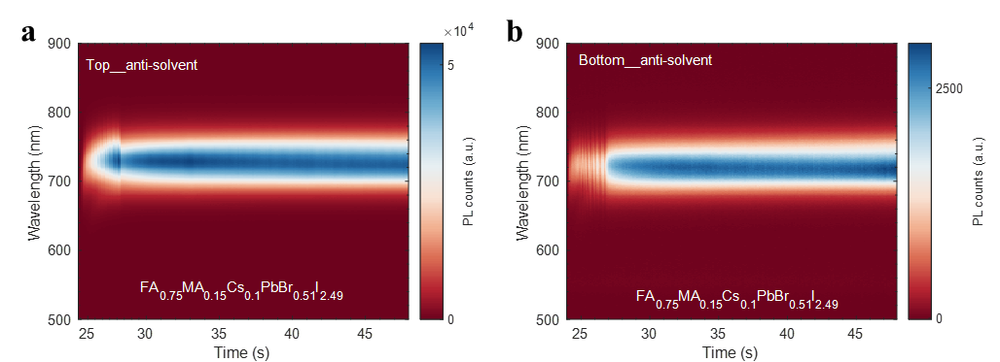 a
Top__anti-solvent
FA0.75MA0.15Cs0.1PbBr0.51I2.49
Wavelength (nm)
900
800
700
600
500
25
30
35
40
45
Time (s)
×10^4
5
0
PL counts (a.u.)
b
Bottom__anti-solvent
FA0.75MA0.15Cs0.1PbBr0.51I2.49
Wavelength (nm)
900
800
700
600
500
25
30
35
40
45
Time (s)
2500
0
PL counts (a.u.)